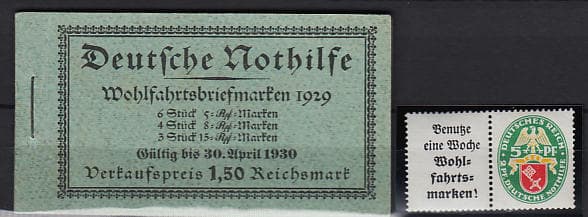 Deutsche Nothilfe
Wohlfahrtsbriefmarken 1929
6 Stück 5=Rpf=Marken
4 Stück 8=Rpf=Marken
3 Stück 15=Rpf=Marken
Gültig bis 30. April 1930
Verkaufspreis 1,50 Reichsmark
Benutze
eine Woche
Wohl-
fahrts-
marken!
DEUTSCHES REICH
5 PF
DEUTSCHE NOTHILFE